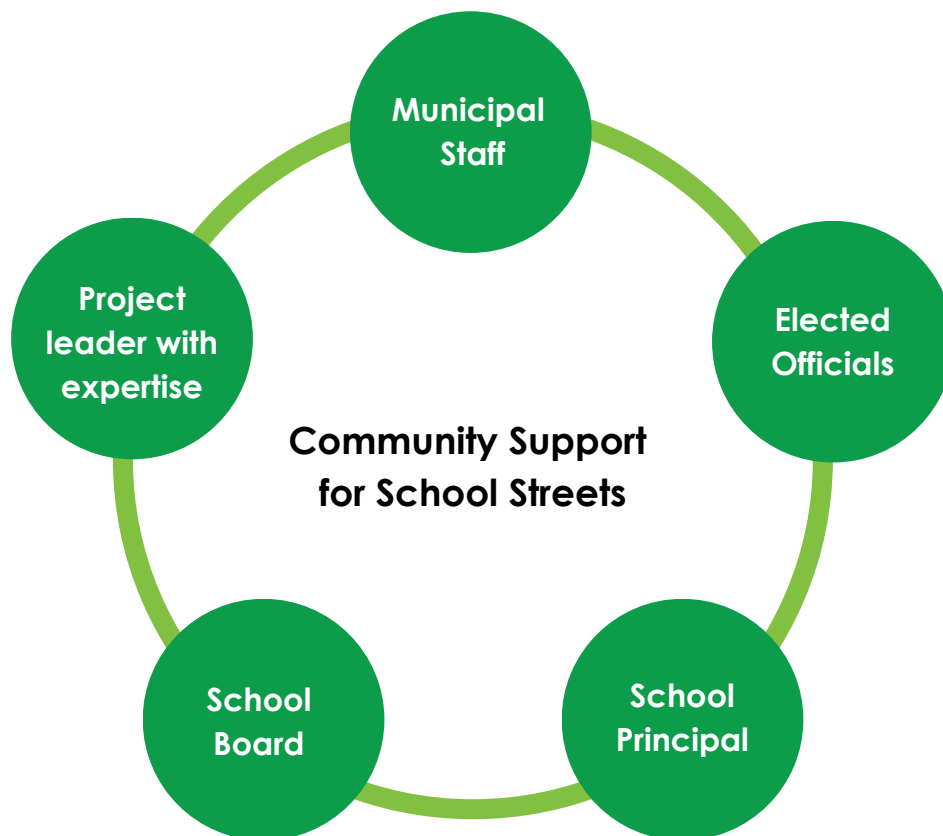 Municipal
Staff
Project
leader with
expertise
Elected
Officials
Community Support
for School Streets
School
Board
School
Principal